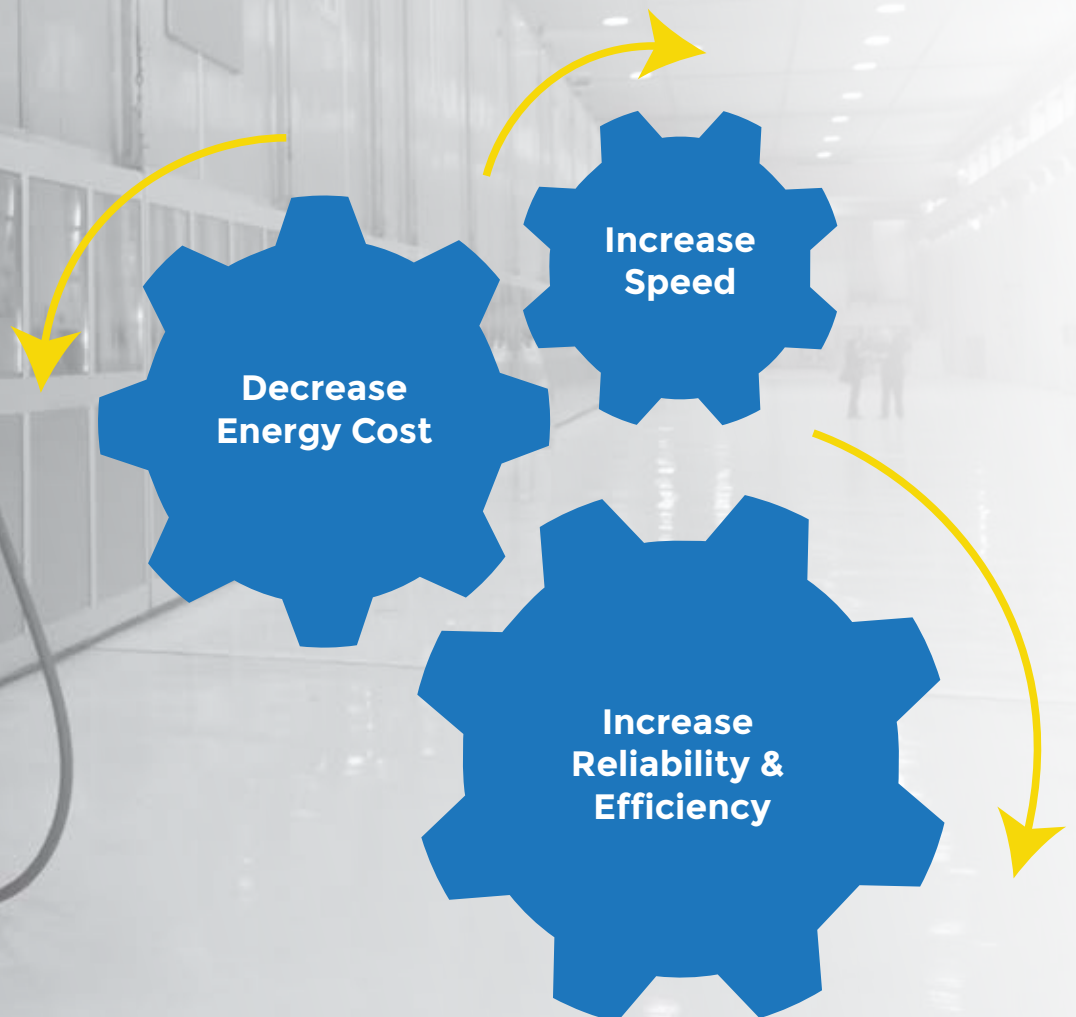 Increase
Speed
Decrease
Energy Cost
Increase
Reliability &
Efficiency